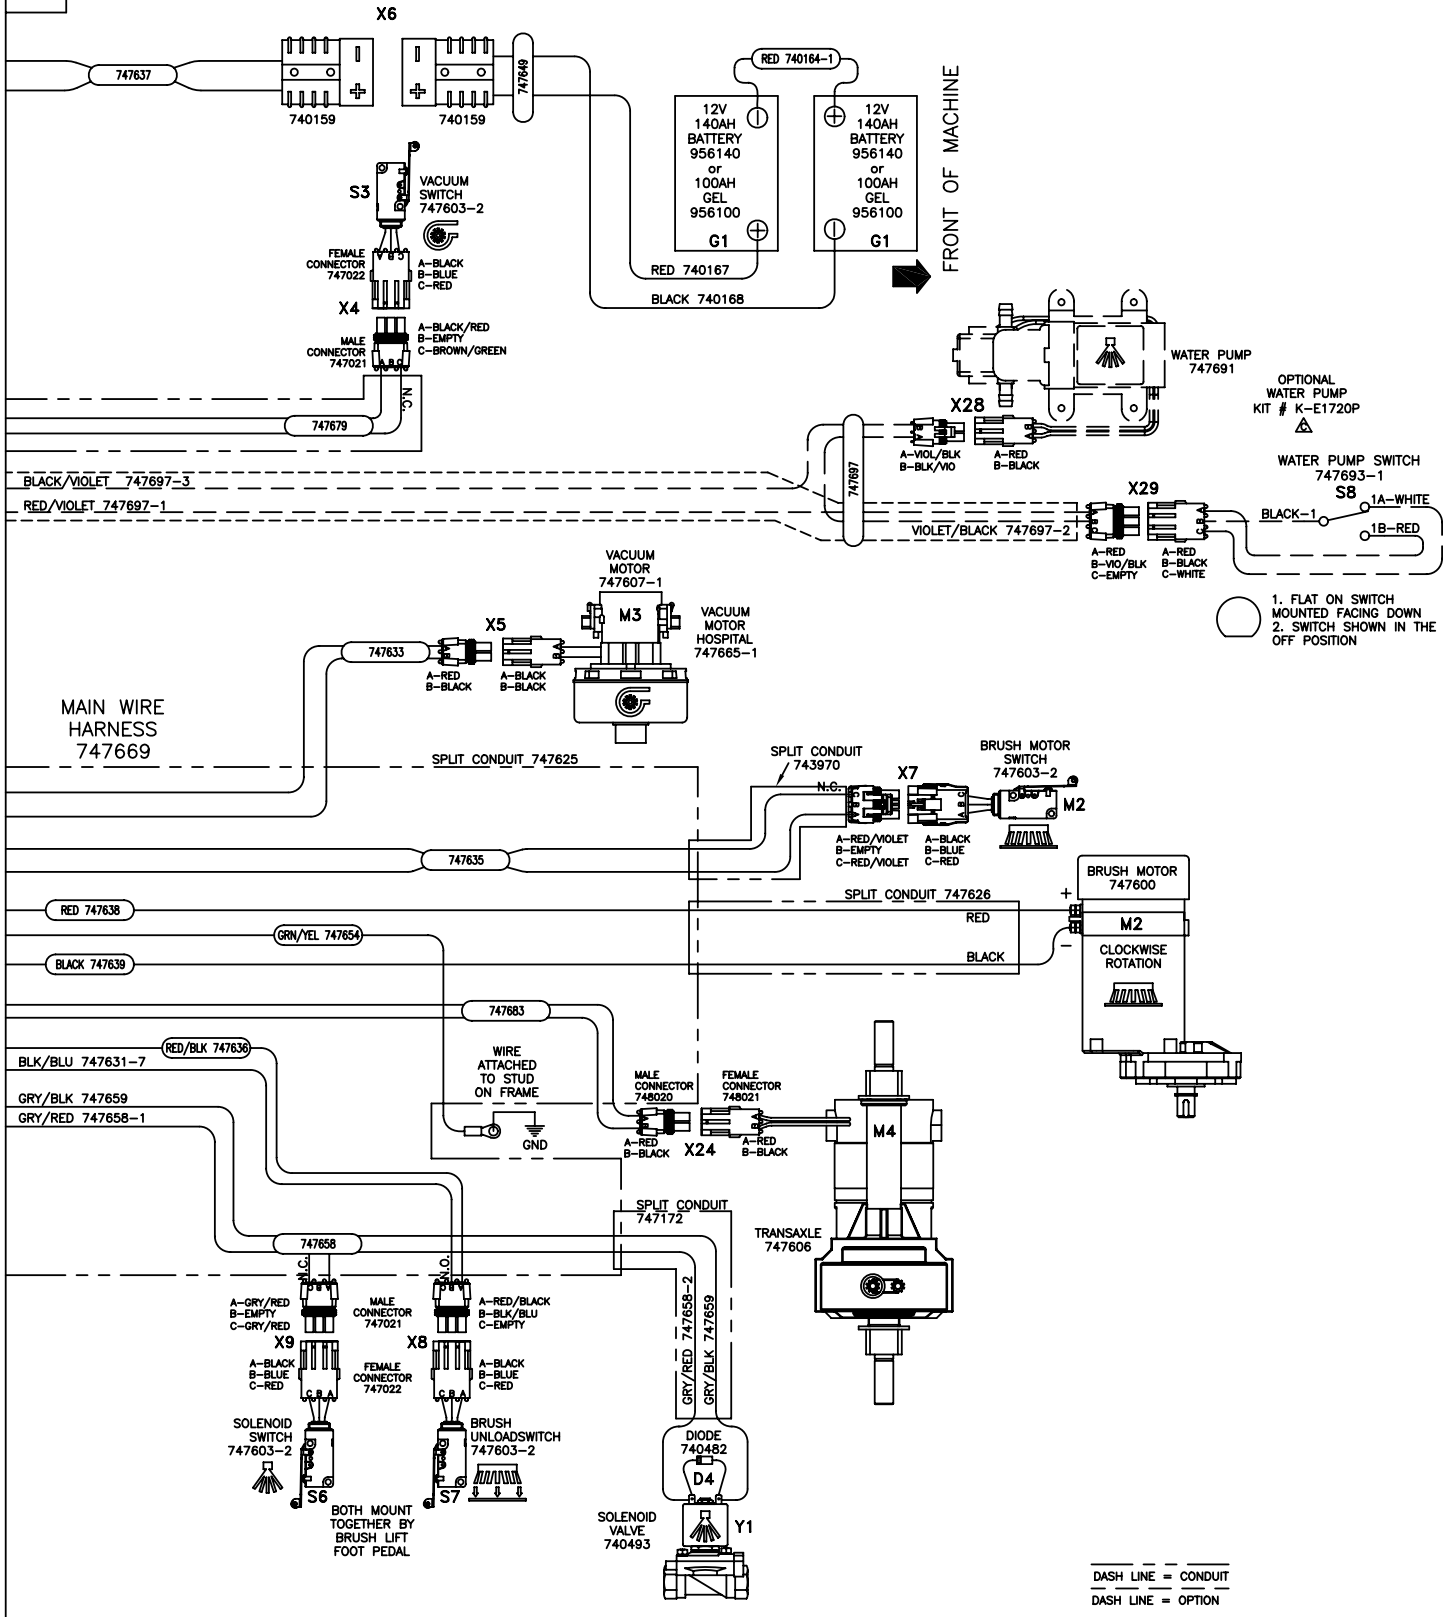 X6
747637
740159
740159
747649
RED 740164-1
12V
140AH
BATTERY
956140
or
100AH
GEL
956100
G1
12V
140AH
BATTERY
956140
or
100AH
GEL
956100
G1
FRONT OF MACHINE
RED 740167
BLACK 740168
S3
VACUUM
SWITCH
747603-2
FEMALE
CONNECTOR
747022
A-BLACK
B-BLUE
C-RED
X4
MALE
CONNECTOR
747021
A-BLACK/RED
B-EMPTY
C-BROWN/GREEN
N.C.
747679
WATER PUMP
747691
OPTIONAL
WATER PUMP
KIT # K-E1720P
C
X28
A-VIOL/BLK
B-BLK/VIO
A-RED
B-BLACK
747697
BLACK/VIOLET 747697-3
RED/VIOLET 747697-1
VIOLET/BLACK 747697-2
X29
A-RED
B-VIO/BLK
C-EMPTY
A-RED
B-BLACK
C-WHITE
WATER PUMP SWITCH
747693-1
S8
BLACK-1
1A-WHITE
1B-RED
1. FLAT ON SWITCH
MOUNTED FACING DOWN
2. SWITCH SHOWN IN THE
OFF POSITION
VACUUM
MOTOR
747607-1
M3
VACUUM
MOTOR
HOSPITAL
747665-1
X5
747633
A-RED
B-BLACK
A-BLACK
B-BLACK
MAIN WIRE
HARNESS
747669
SPLIT CONDUIT 747625
SPLIT CONDUIT
743970
N.C.
X7
BRUSH MOTOR
SWITCH
747603-2
M2
A-RED/VIOLET
B-EMPTY
C-RED/VIOLET
A-BLACK
B-BLUE
C-RED
747635
SPLIT CONDUIT 747626
RED 747638
RED
GRN/YEL 747654
BLACK 747639
BLACK
BRUSH MOTOR
747600
+
M2
-
CLOCKWISE
ROTATION
747683
RED/BLK 747636
BLK/BLU 747631-7
GRY/BLK 747659
GRY/RED 747658-1
WIRE
ATTACHED
TO STUD
ON FRAME
GND
MALE
CONNECTOR
748020
FEMALE
CONNECTOR
748021
A-RED
B-BLACK
X24
A-RED
B-BLACK
M4
TRANSAXLE
747606
SPLIT CONDUIT
747172
747658
N.C.
N.O.
GRY/RED 747658-2
GRY/BLK 747659
A-GRY/RED
B-EMPTY
C-GRY/RED
MALE
CONNECTOR
747021
A-RED/BLACK
B-BLK/BLU
C-EMPTY
X9
X8
A-BLACK
B-BLUE
C-RED
FEMALE
CONNECTOR
747022
A-BLACK
B-BLUE
C-RED
C B A
C B A
SOLENOID
SWITCH
747603-2
S6
BRUSH
UNLOADSWITCH
747603-2
S7
BOTH MOUNT
TOGETHER BY
BRUSH LIFT
FOOT PEDAL
DIODE
740482
D4
SOLENOID
VALVE
740493
Y1
DASH LINE = CONDUIT
DASH LINE = OPTION